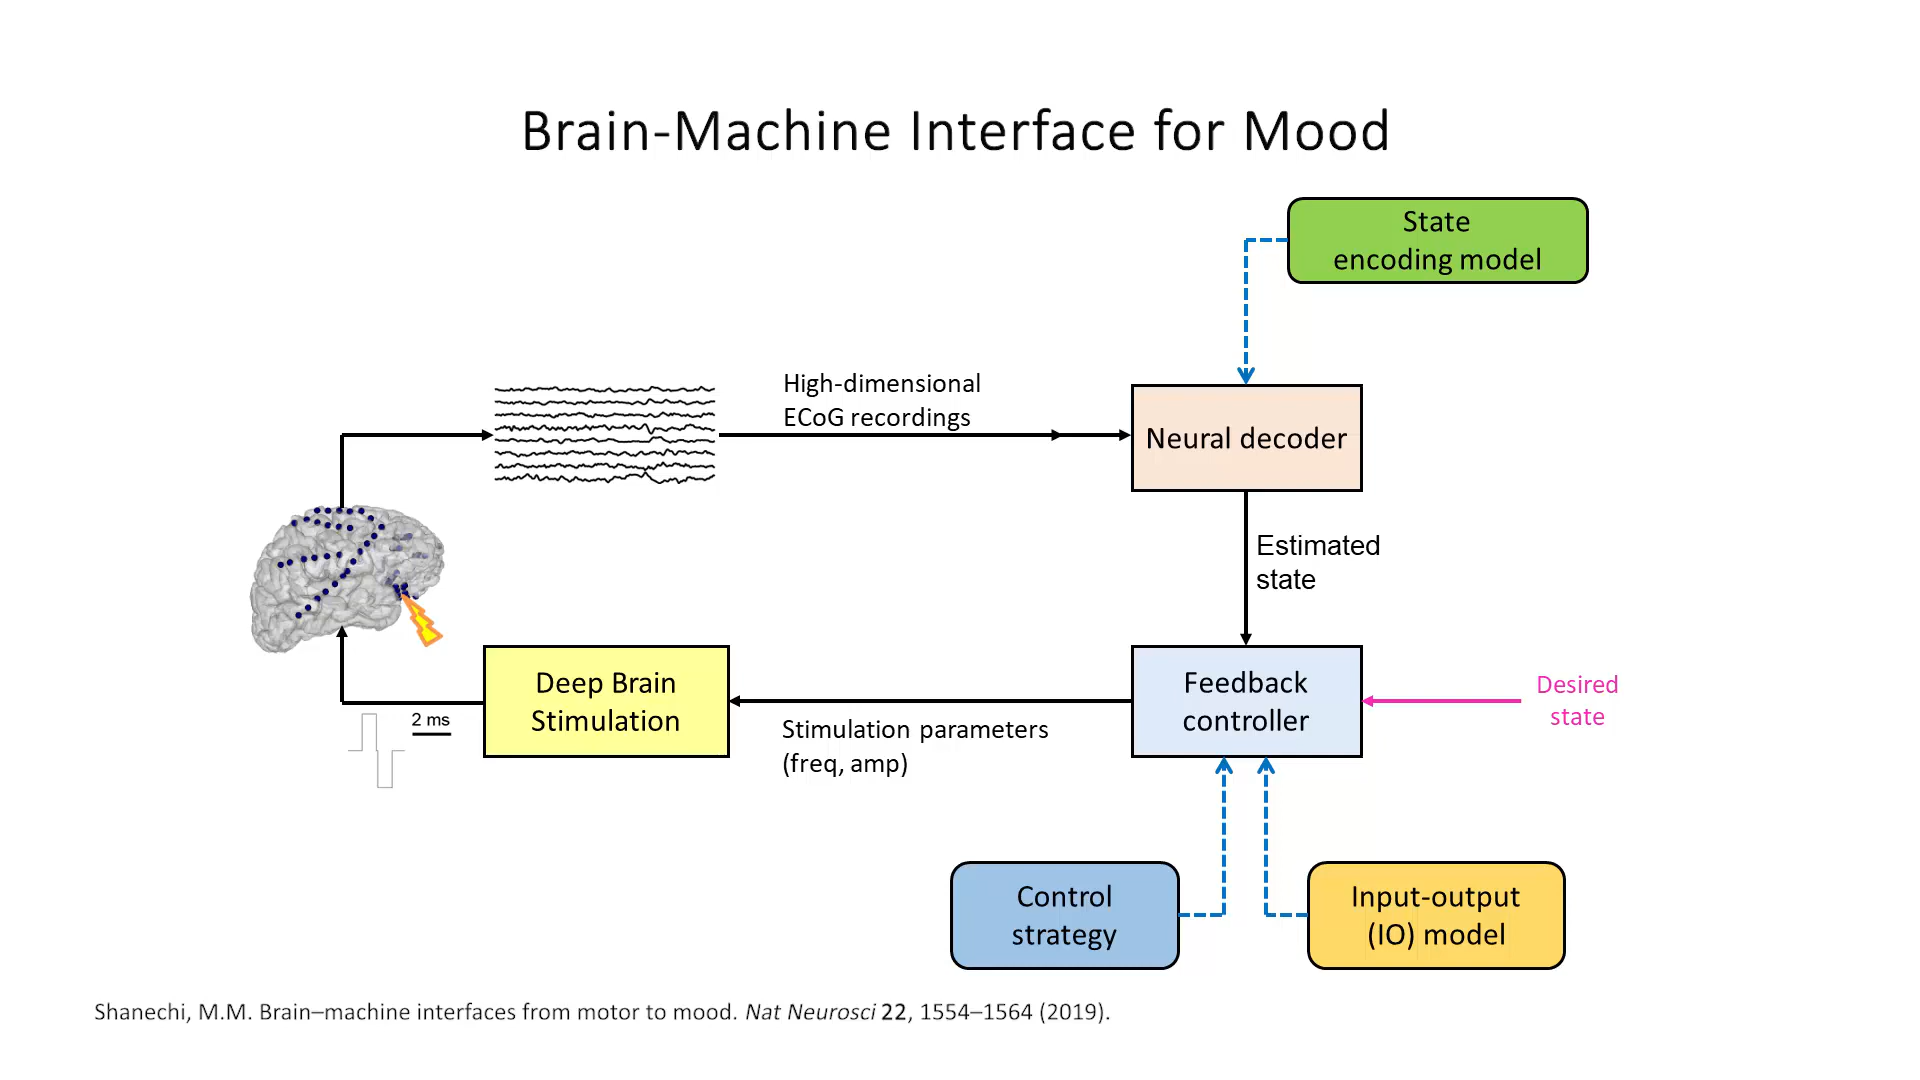 Brain-Machine Interface for Mood
State
encoding model
High-dimensional
ECoG recordings
Neural decoder
Estimated
state
Deep Brain
Stimulation
2 ms
Stimulation parameters
(freq, amp)
Feedback
controller
Desired
state
Control
strategy
Input-output
(IO) model
Shanechi, M.M. Brain–machine interfaces from motor to mood. Nat Neurosci 22, 1554–1564 (2019).